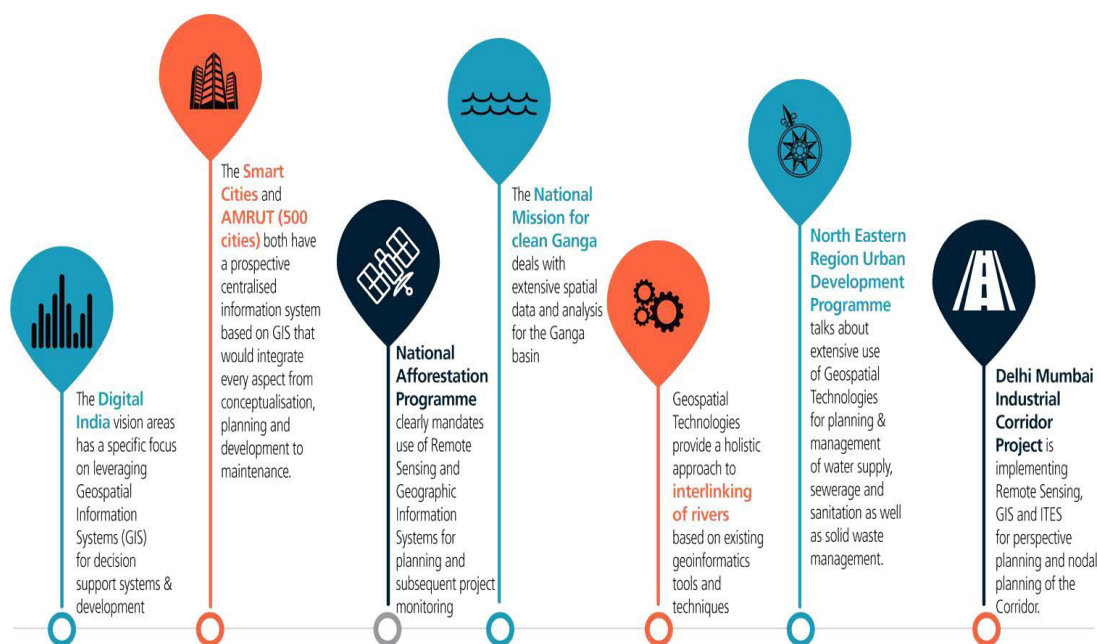 The Digital
India vision areas
has a specific focus
on leveraging
Geospatial
Information
Systems (GIS)
for decision
support systems &
development
The Smart
Cities and
AMRUT (500
cities) both have
a prospective
centralised
information system
based on GIS that
would integrate
every aspect from
conceptualisation,
planning and
development to
maintenance.
National
Afforestation
Programme
clearly mandates
use of Remote
Sensing and
Geographic
Information
Systems for
planning and
subsequent project
monitoring
The National
Mission for
clean Ganga
deals with
extensive spatial
data and analysis
for the Ganga
basin
Geospatial
Technologies
provide a holistic
approach to
interlinking
of rivers
based on existing
geoinformatics
tools and
techniques
North Eastern
Region Urban
Development
Programme
talks about
extensive use
of Geospatial
Technologies
for planning &
management
of water supply,
sewerage and
sanitation as well
as solid waste
management.
Delhi Mumbai
Industrial
Corridor
Project is
implementing
Remote Sensing,
GIS and ITES
for perspective
planning and nodal
planning of the
Corridor.